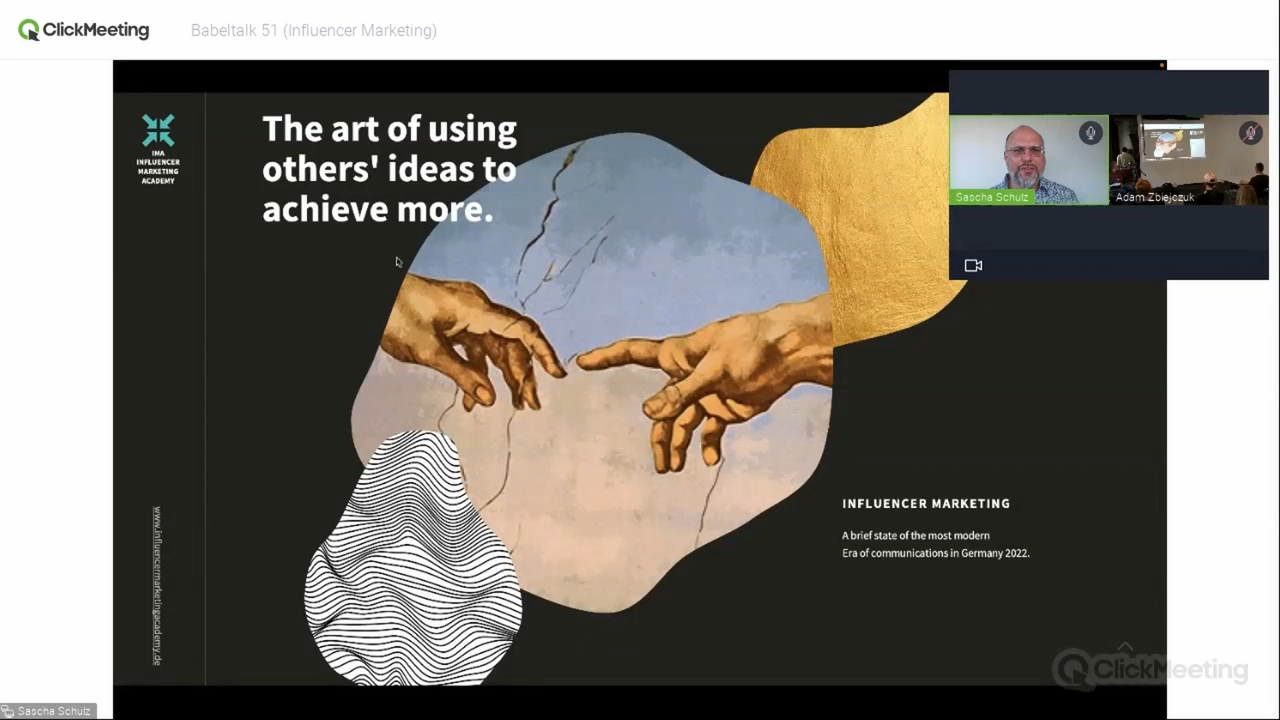 ClickMeeting
Babeltalk 51 (Influencer Marketing)
IMA
INFLUENCER
MARKETING
ACADEMY
The art of using
others' ideas to
achieve more.
Sascha Schulz
Adam Zbiejczuk
INFLUENCER MARKETING
A brief state of the most modern
Era of communications in Germany 2022.
www.influencermarketingacademy.de
ClickMeeting
Sascha Schulz